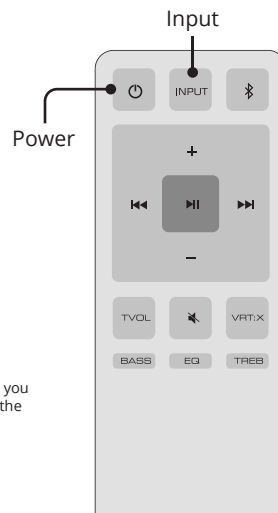 Input
Power
INPUT
+
−
TVOL
VRT:X
BASS EQ TREB
you
the